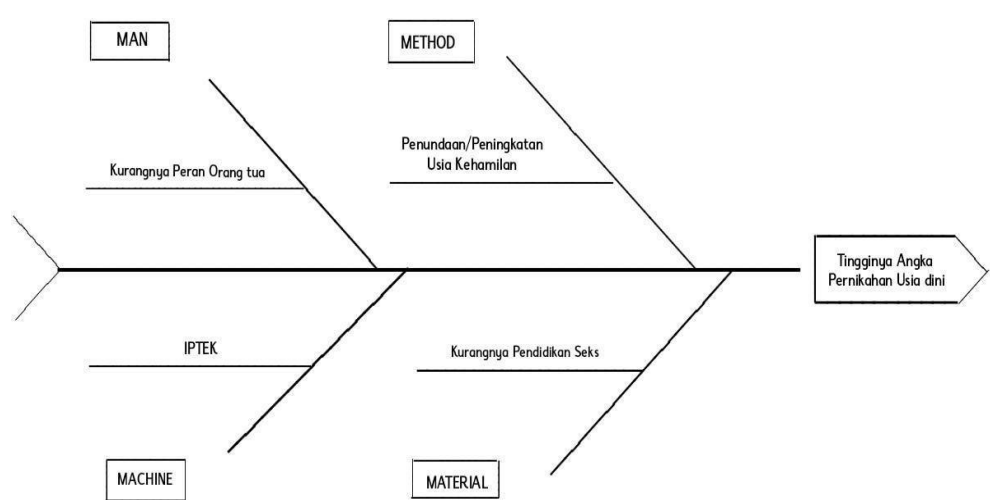 MAN
METHOD
Kurangnya Peran Orang tua
Penundaan/Peningkatan
Usia Kehamilan
Tingginya Angka
Pernikahan Usia dini
IPTEK
Kurangnya Pendidikan Seks
MACHINE
MATERIAL